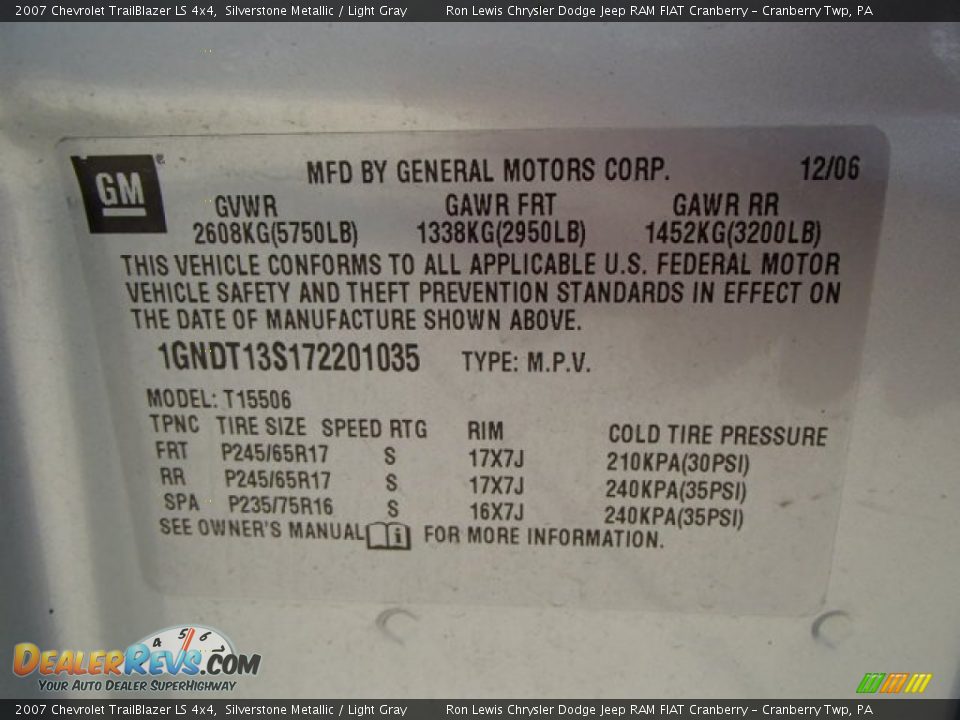 2007 Chevrolet TrailBlazer LS 4x4, Silverstone Metallic / Light Gray Ron Lewis Chrysler Dodge Jeep RAM FIAT Cranberry - Cranberry Twp, PA
GM® MFD BY GENERAL MOTORS CORP. 12/06
GVWR GAWR FRT GAWR RR
2608KG(5750LB) 1338KG(2950LB) 1452KG(3200LB)
THIS VEHICLE CONFORMS TO ALL APPLICABLE U.S. FEDERAL MOTOR
VEHICLE SAFETY AND THEFT PREVENTION STANDARDS IN EFFECT ON
THE DATE OF MANUFACTURE SHOWN ABOVE.
1GNDT13S172201035 TYPE: M.P.V.
MODEL: T15506
TPNC TIRE SIZE SPEED RTG RIM COLD TIRE PRESSURE
FRT P245/65R17 S 17X7J 210KPA(30PSI)
RR P245/65R17 S 17X7J 240KPA(35PSI)
SPA P235/75R16 S 16X7J 240KPA(35PSI)
SEE OWNER'S MANUAL i FOR MORE INFORMATION.
4 5 6 7
DEALERREVS.COM
YOUR AUTO DEALER SUPERHIGHWAY
2007 Chevrolet TrailBlazer LS 4x4, Silverstone Metallic / Light Gray Ron Lewis Chrysler Dodge Jeep RAM FIAT Cranberry - Cranberry Twp, PA